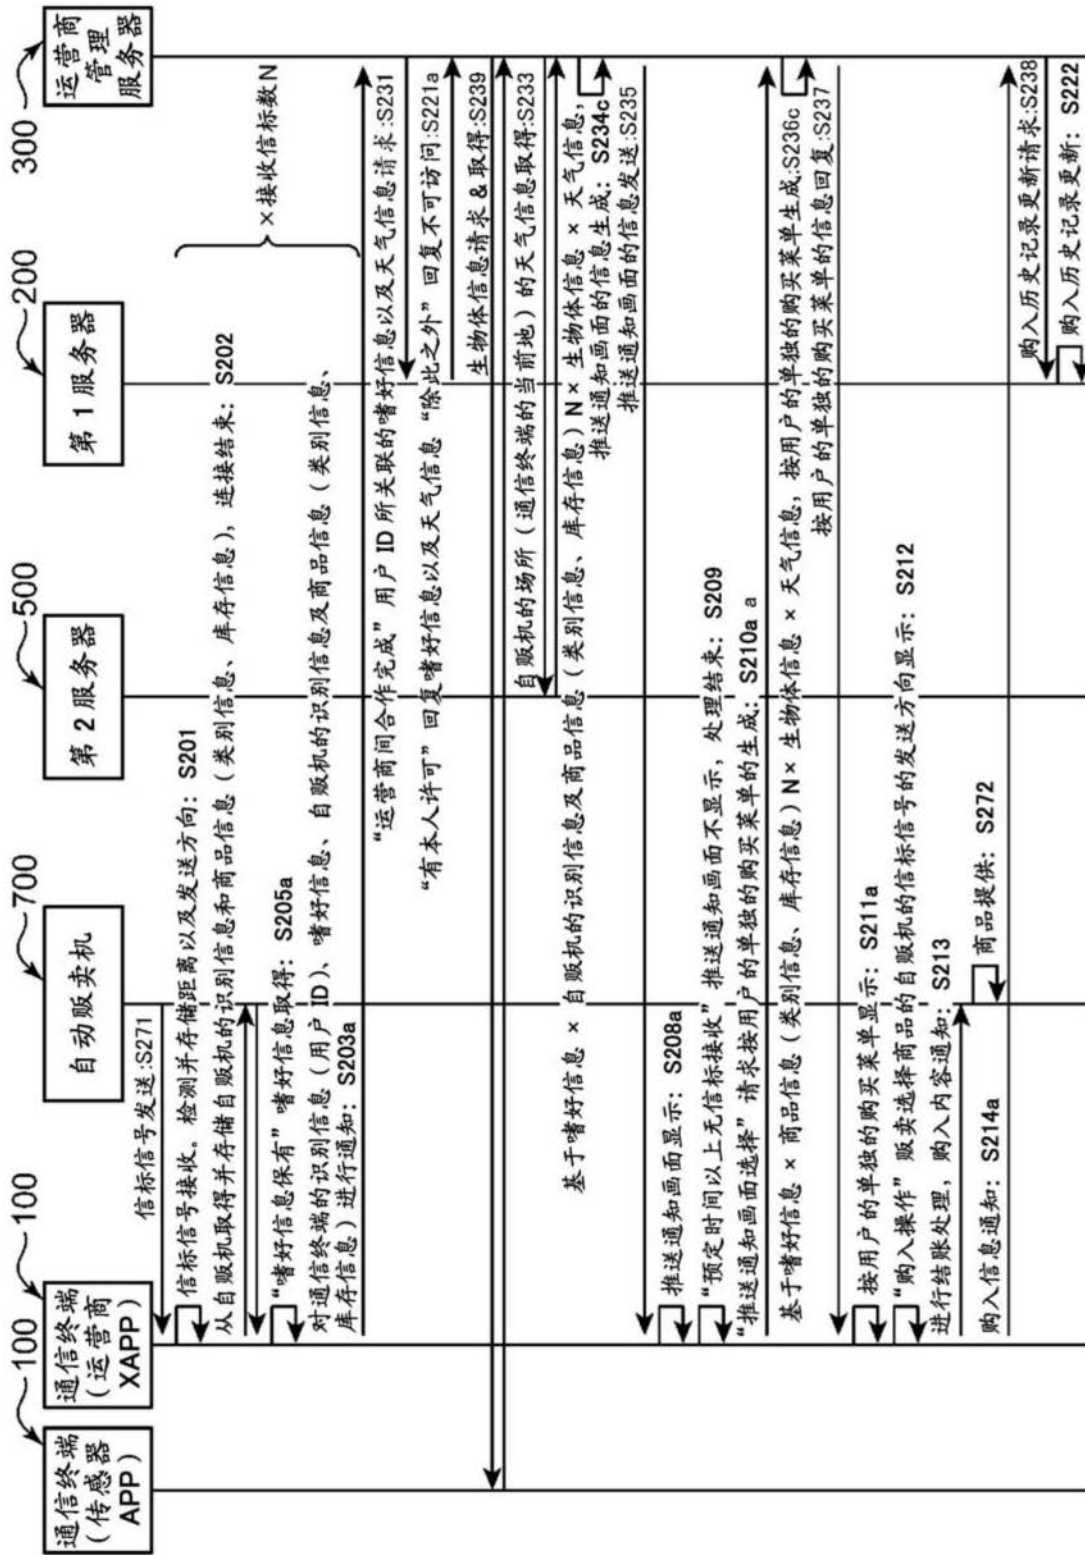 100
通信终端
(传感器
APP)
100
通信终端
(运营商
XAPP)
700
自动贩卖机
500
第 2 服务器
200
第 1 服务器
300
运营商
管理
服务器
信标信号发送:S271
信标信号接收。检测并存储距离以及发送方向: S201
从自贩机取得并存储自贩机的识别信息和商品信息(类别信息、库存信息), 连接结束: S202
×接收信标数N
“嗜好信息保有”嗜好信息取得: S205a
对通信终端的识别信息(用户 ID)、嗜好信息、自贩机的识别信息及商品信息(类别信息、
库存信息)进行通知: S203a
“运营商间合作完成”用户 ID 所关联的嗜好信息以及天气信息请求:S231
“有本人许可”回复嗜好信息以及天气信息“除此之外”回复不可访问:S221a
生物体信息请求 & 取得:S239
自贩机的场所(通信终端的当前地)的天气信息取得:S233
基于嗜好信息 × 自贩机的识别信息及商品信息(类别信息、库存信息)N× 生物体信息 × 天气信息,
推送通知画面的信息生成: S234c
推送通知画面的信息发送:S235
推送通知画面显示: S208a
“预定时间以上无信标接收”推送通知画面不显示, 处理结束: S209
“推送通知画面选择”请求按用户的单独的购买菜单的生成: S210a a
基于嗜好信息 × 商品信息(类别信息、库存信息)N× 生物体信息 × 天气信息, 按用户的单独的购买菜单生成:S236c
按用户的单独的购买菜单的信息回复:S237
按用户的单独的购买菜单显示: S211a
“购入操作”贩卖选择商品的自贩机的信标信号的发送方向显示: S212
进行结账处理, 购入内容通知: S213
商品提供: S272
购入信息通知: S214a
购入历史记录更新请求:S238
购入历史记录更新: S222